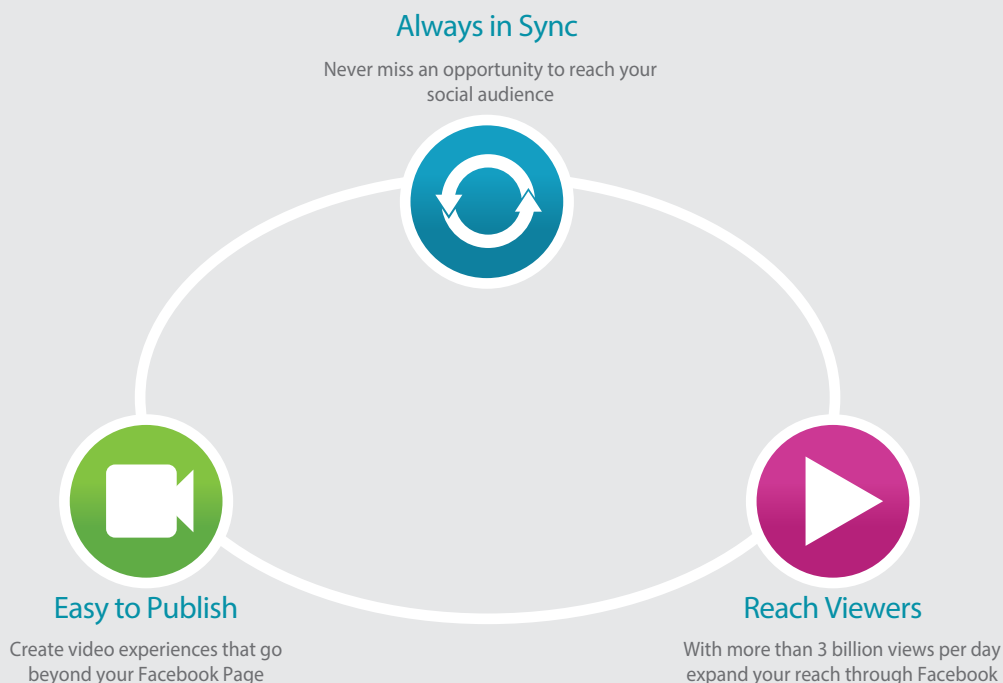 Always in Sync
Never miss an opportunity to reach your
social audience
Easy to Publish
Create video experiences that go
beyond your Facebook Page
Reach Viewers
With more than 3 billion views per day
expand your reach through Facebook